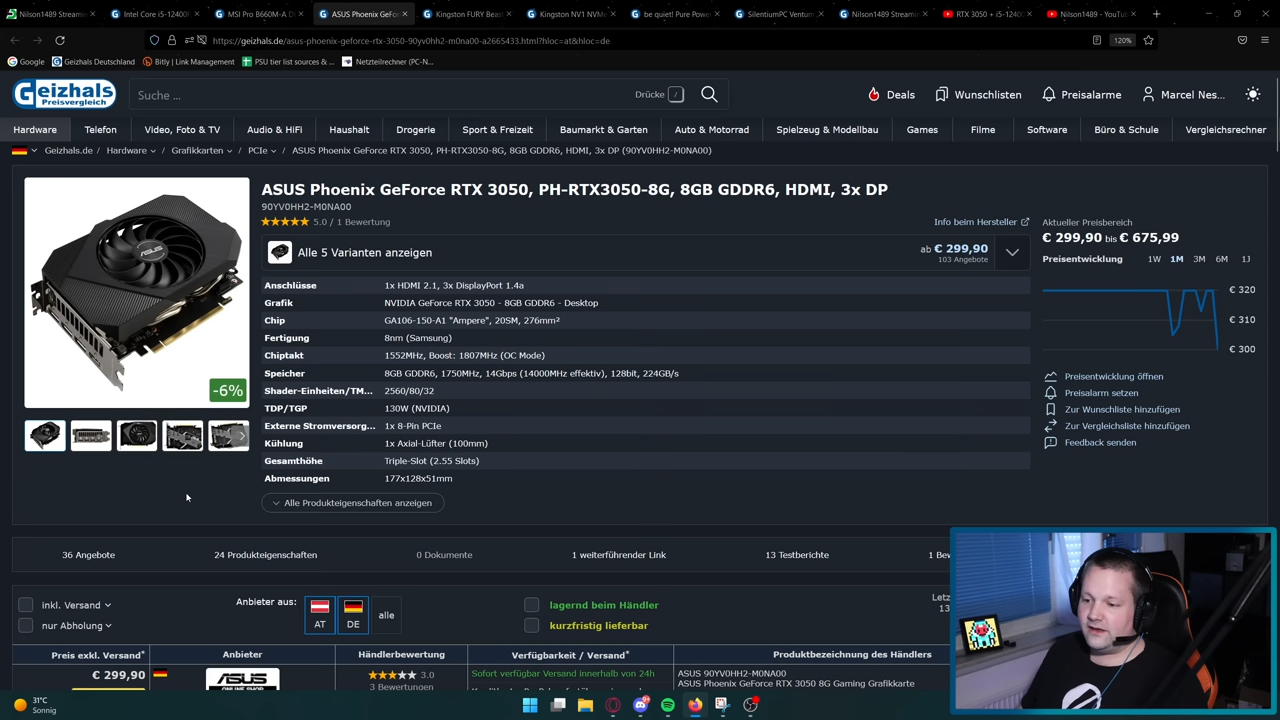 Nilson1489 Streamin
Intel Core i5-12400F
MSI Pro B660M-A D
ASUS Phoenix GeFor
Kingston FURY Beas
Kingston NV1 NVMe
be quiet! Pure Powe
SilentiumPC Ventum
Nilson1489 Streamin
RTX 3050 + i5-1240
Nilson1489 - YouTu
https://geizhals.de/asus-phoenix-geforce-rtx-3050-90yv0hh2-m0na00-a2665433.html?hloc=at&hloc=de
120%
Google
Geizhals Deutschland
Bitly | Link Management
PSU tier list sources & ...
Netzteilrechner (PC-N...
Geizhals
Preisvergleich
Suche ...
Drücke /
Deals
Wunschlisten
Preisalarme
Marcel Nes...
Hardware
Telefon
Video, Foto & TV
Audio & HiFi
Haushalt
Drogerie
Sport & Freizeit
Baumarkt & Garten
Auto & Motorrad
Spielzeug & Modellbau
Games
Filme
Software
Büro & Schule
Vergleichsrechner
Geizhals.de / Hardware / Grafikkarten / PCIe / ASUS Phoenix GeForce RTX 3050, PH-RTX3050-8G, 8GB GDDR6, HDMI, 3x DP (90YV0HH2-M0NA00)
ASUS Phoenix GeForce RTX 3050, PH-RTX3050-8G, 8GB GDDR6, HDMI, 3x DP
90YV0HH2-M0NA00
5.0 / 1 Bewertung
Info beim Hersteller
Alle 5 Varianten anzeigen
ab € 299,90
103 Angebote
Anschlüsse 1x HDMI 2.1, 3x DisplayPort 1.4a
Grafik NVIDIA GeForce RTX 3050 - 8GB GDDR6 - Desktop
Chip GA106-150-A1 "Ampere", 20SM, 276mm²
Fertigung 8nm (Samsung)
Chiptakt 1552MHz, Boost: 1807MHz (OC Mode)
Speicher 8GB GDDR6, 1750MHz, 14Gbps (14000MHz effektiv), 128bit, 224GB/s
Shader-Einheiten/TM... 2560/80/32
TDP/TGP 130W (NVIDIA)
Externe Stromversorg... 1x 8-Pin PCIe
Kühlung 1x Axial-Lüfter (100mm)
Gesamthöhe Triple-Slot (2.55 Slots)
Abmessungen 177x128x51mm
Alle Produkteigenschaften anzeigen
ASUS
-6%
Aktueller Preisbereich
€ 299,90 bis € 675,99
Preisentwicklung 1W 1M 3M 6M 1J
€ 320
€ 310
€ 300
Preisentwicklung öffnen
Preisalarm setzen
Zur Wunschliste hinzufügen
Zur Vergleichsliste hinzufügen
Feedback senden
36 Angebote
24 Produkteigenschaften
0 Dokumente
1 weiterführender Link
13 Testberichte
1 Bew
inkl. Versand
nur Abholung
Anbieter aus:
AT
DE
alle
lagernd beim Händler
kurzfristig lieferbar
Letz
13
Preis exkl. Versand*
Anbieter
Händlerbewertung
Verfügbarkeit / Versand*
Produktbezeichnung des Händlers
€ 299,90
ASUS
ONLINE SHOP
3.0
3 Bewertungen
Sofort verfügbar Versand innerhalb von 24h
ASUS 90YV0HH2-M0NA00
ASUS Phoenix GeForce RTX 3050 8G Gaming Grafikkarte
31°C
Sonnig